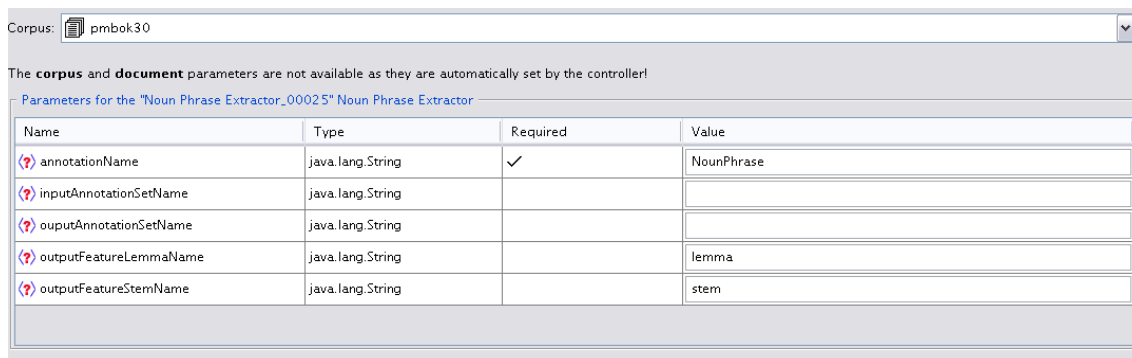 Corpus: pmbok30
The corpus and document parameters are not available as they are automatically set by the controller!
Parameters for the "Noun Phrase Extractor_00025" Noun Phrase Extractor
Name Type Required Value
<?> annotationName java.lang.String ✓ NounPhrase
<?> inputAnnotationSetName java.lang.String
<?> ouputAnnotationSetName java.lang.String
<?> outputFeatureLemmaName java.lang.String lemma
<?> outputFeatureStemName java.lang.String stem